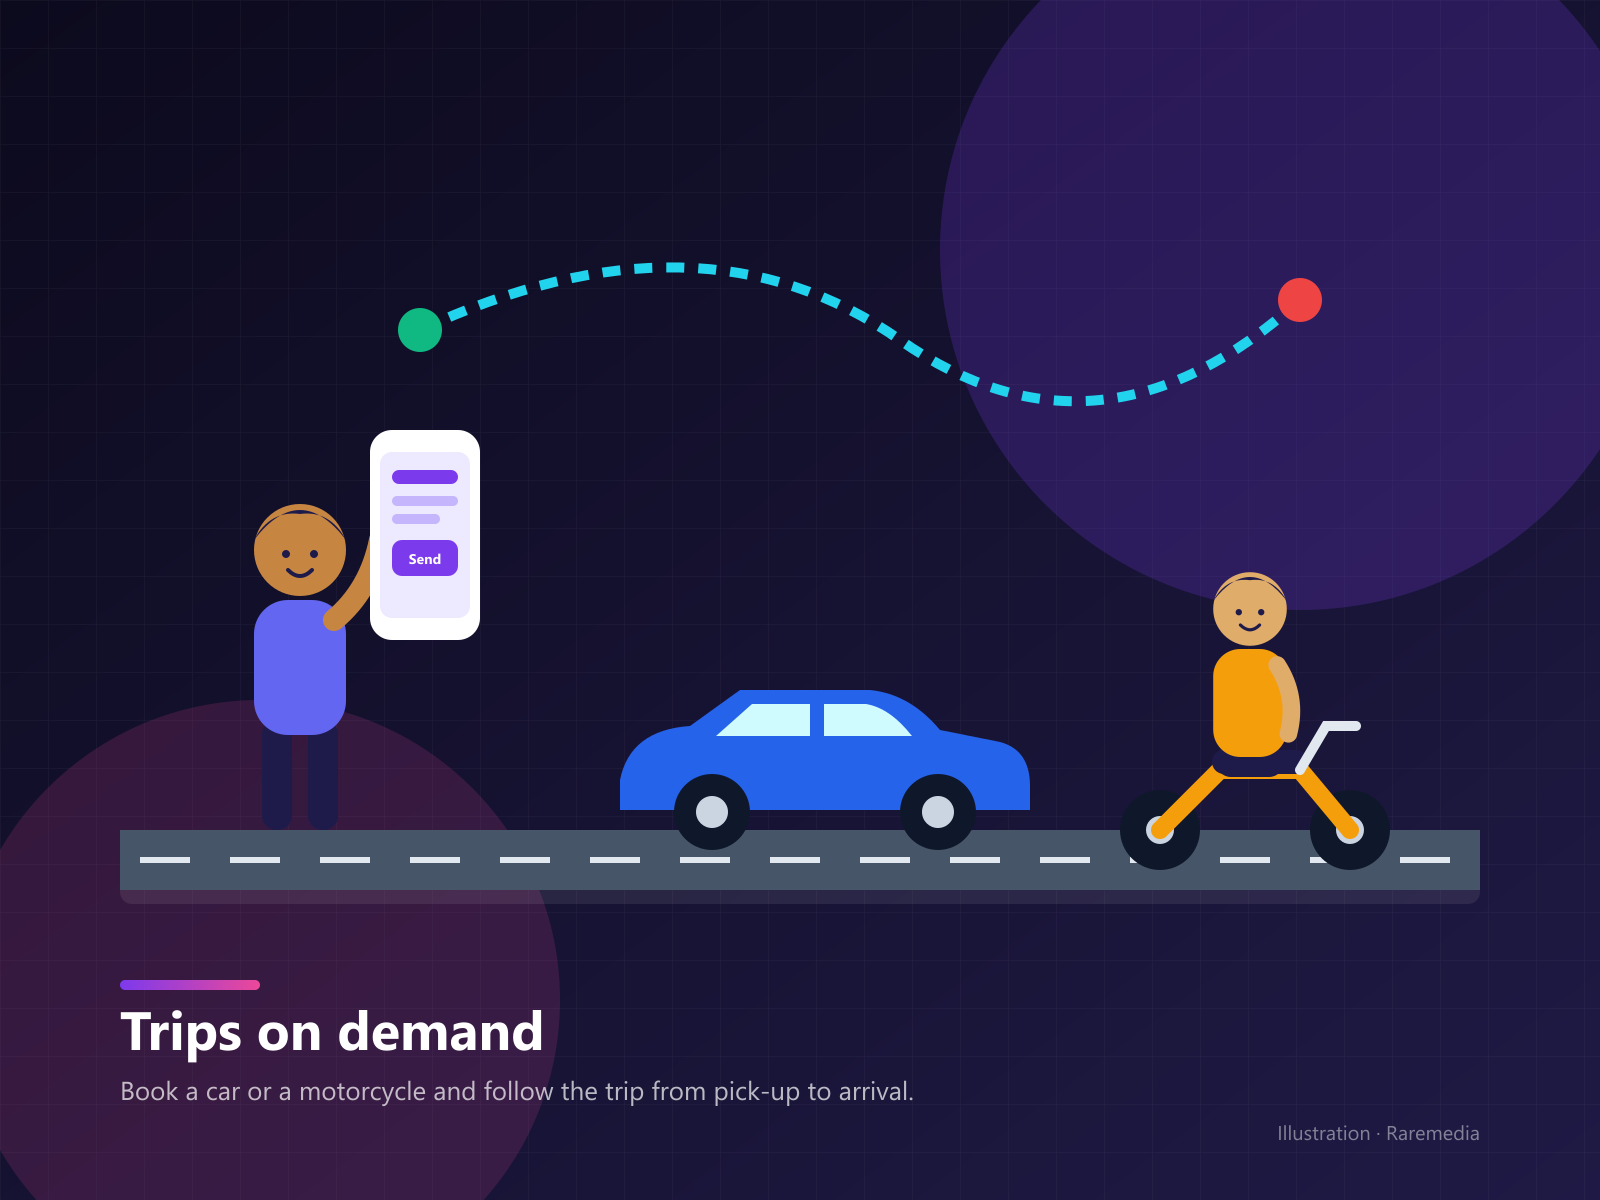 Send
Trips on demand
Book a car or a motorcycle and follow the trip from pick-up to arrival.
Illustration · Raremedia